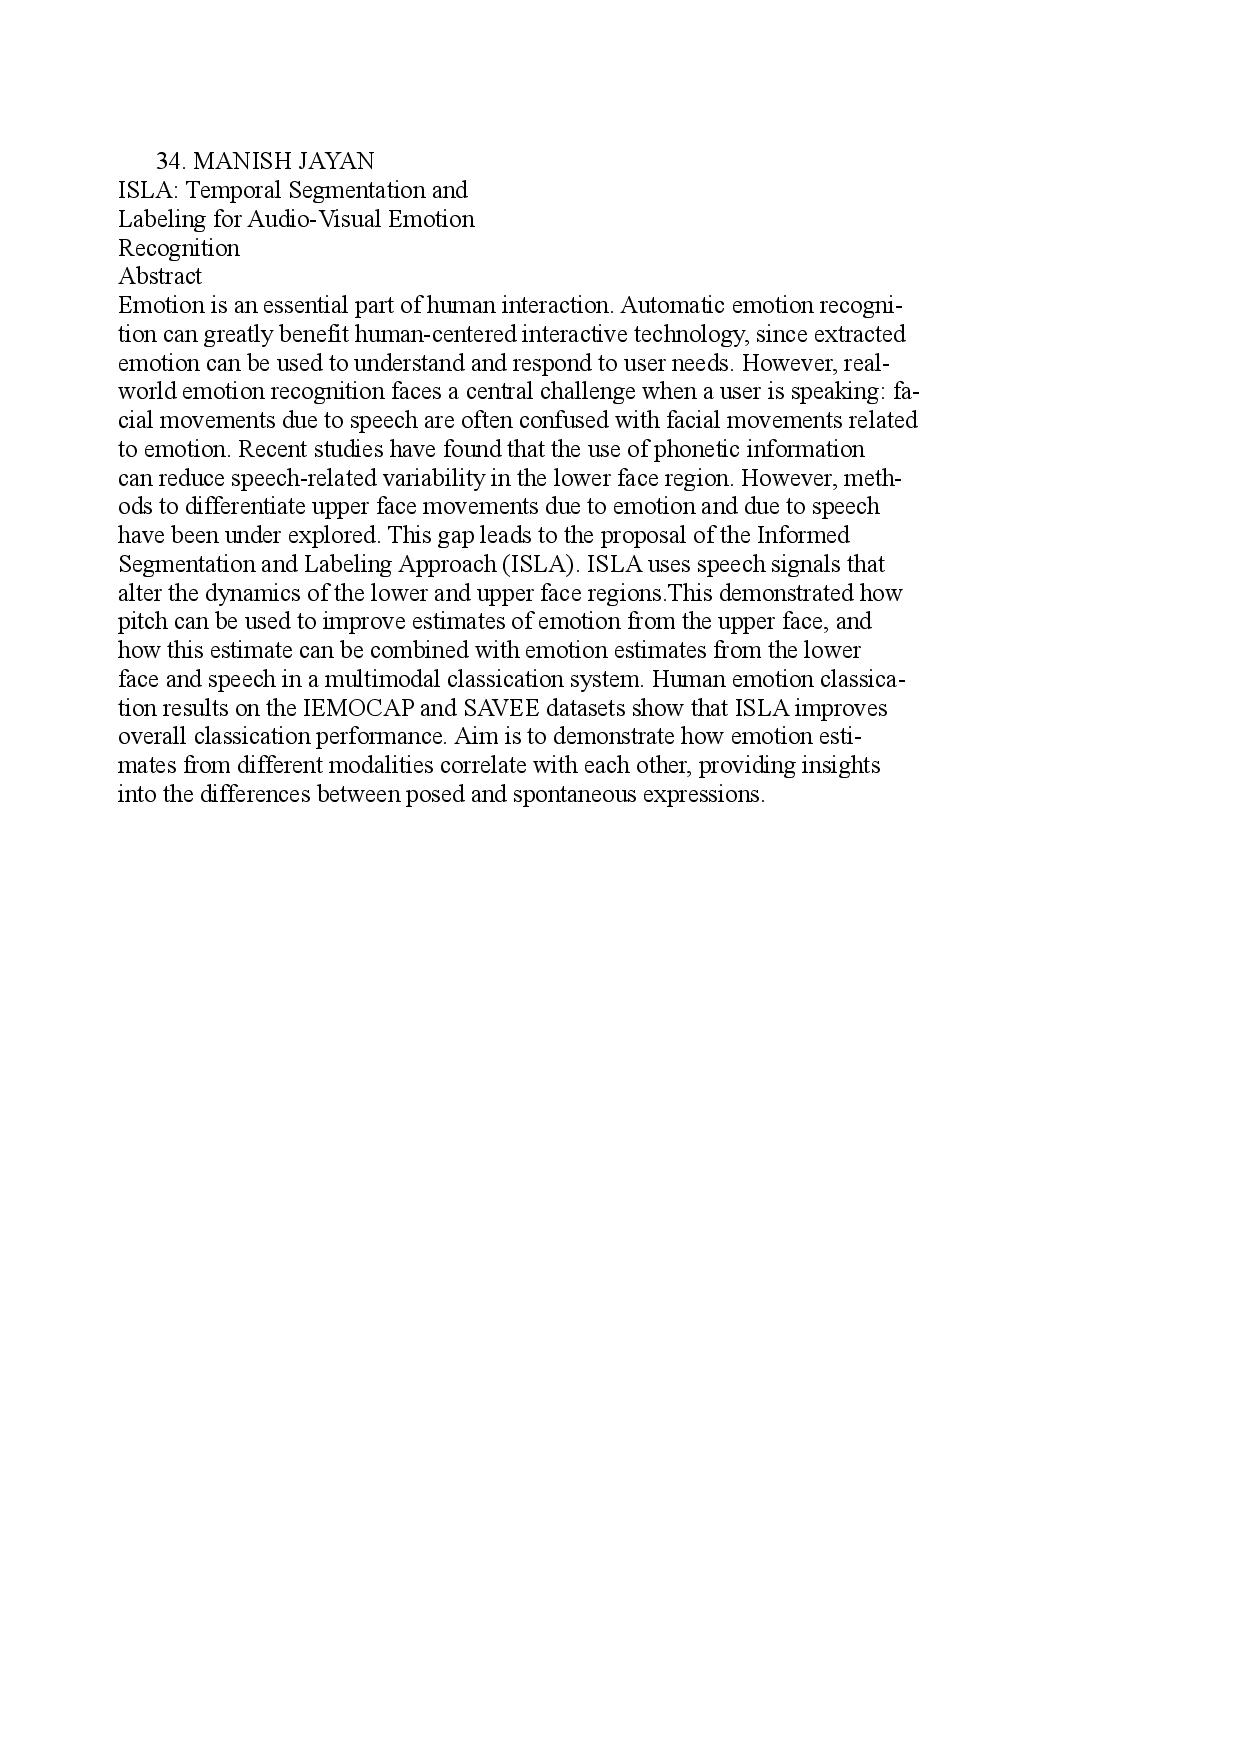 34. MANISH JAYAN
ISLA: Temporal Segmentation and
Labeling for Audio-Visual Emotion
Recognition
Abstract
Emotion is an essential part of human interaction. Automatic emotion recogni-
tion can greatly benefit human-centered interactive technology, since extracted
emotion can be used to understand and respond to user needs. However, real-
world emotion recognition faces a central challenge when a user is speaking: fa-
cial movements due to speech are often confused with facial movements related
to emotion. Recent studies have found that the use of phonetic information
can reduce speech-related variability in the lower face region. However, meth-
ods to differentiate upper face movements due to emotion and due to speech
have been under explored. This gap leads to the proposal of the Informed
Segmentation and Labeling Approach (ISLA). ISLA uses speech signals that
alter the dynamics of the lower and upper face regions.This demonstrated how
pitch can be used to improve estimates of emotion from the upper face, and
how this estimate can be combined with emotion estimates from the lower
face and speech in a multimodal classication system. Human emotion classica-
tion results on the IEMOCAP and SAVEE datasets show that ISLA improves
overall classication performance. Aim is to demonstrate how emotion esti-
mates from different modalities correlate with each other, providing insights
into the differences between posed and spontaneous expressions.